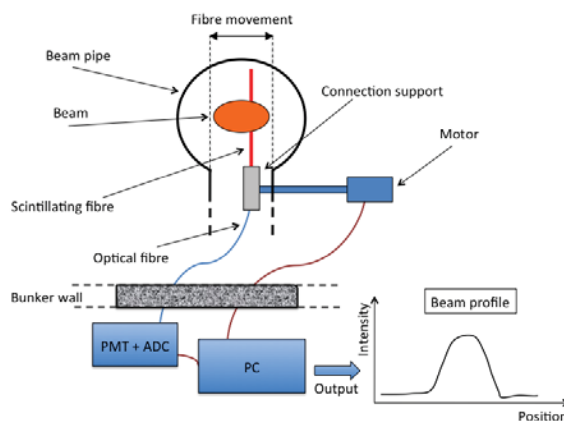 Fibre movement
Beam pipe
Connection support
Beam
Motor
Scintillating fibre
Optical fibre
Bunker wall
Beam profile
Intensity
PMT + ADC
PC
Output
Position